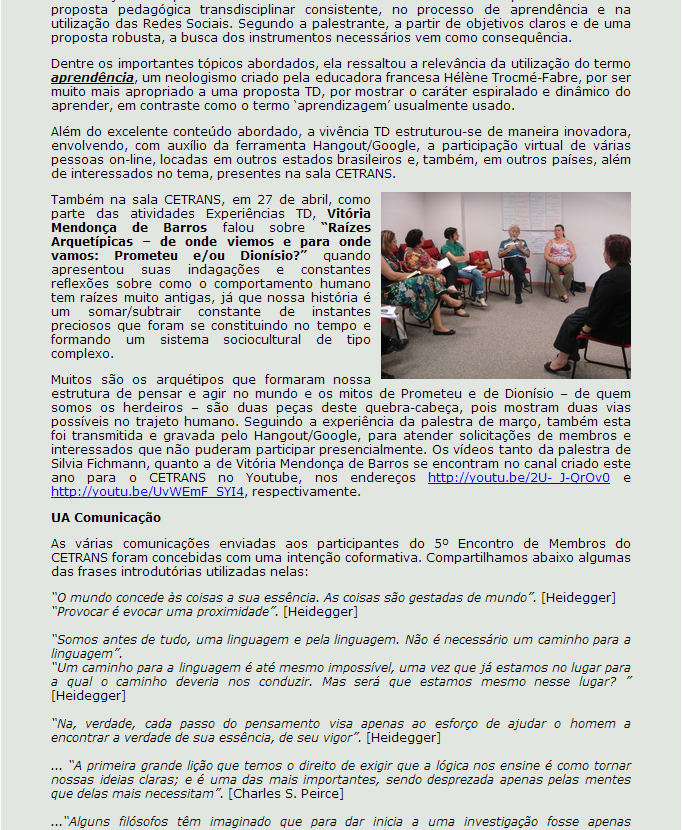 proposta pedagógica transdisciplinar consistente, no processo de aprendência e na
utilização das Redes Sociais. Segundo a palestrante, a partir de objetivos claros e de uma
proposta robusta, a busca dos instrumentos necessários vem como consequência.
Dentre os importantes tópicos abordados, ela ressaltou a relevância da utilização do termo
aprendência, um neologismo criado pela educadora francesa Hélène Trocmé-Fabre, por ser
muito mais apropriado a uma proposta TD, por mostrar o caráter espiralado e dinâmico do
aprender, em contraste como o termo ‘aprendizagem’ usualmente usado.
Além do excelente conteúdo abordado, a vivência TD estruturou-se de maneira inovadora,
envolvendo, com auxílio da ferramenta Hangout/Google, a participação virtual de várias
pessoas on-line, locadas em outros estados brasileiros e, também, em outros países, além
de interessados no tema, presentes na sala CETRANS.
Também na sala CETRANS, em 27 de abril, como
parte das atividades Experiências TD, Vitória
Mendonça de Barros falou sobre “Raízes
Arquetípicas – de onde viemos e para onde
vamos: Prometeu e/ou Dionísio?” quando
apresentou suas indagações e constantes
reflexões sobre como o comportamento humano
tem raízes muito antigas, já que nossa história é
um somar/subtrair constante de instantes
preciosos que foram se constituindo no tempo e
formando um sistema sociocultural de tipo
complexo.
Muitos são os arquétipos que formaram nossa
estrutura de pensar e agir no mundo e os mitos de Prometeu e de Dionísio – de quem
somos os herdeiros – são duas peças deste quebra-cabeça, pois mostram duas vias
possíveis no trajeto humano. Seguindo a experiência da palestra de março, também esta
foi transmitida e gravada pelo Hangout/Google, para atender solicitações de membros e
interessados que não puderam participar presencialmente. Os vídeos tanto da palestra de
Silvia Fichmann, quanto a de Vitória Mendonça de Barros se encontram no canal criado este
ano para o CETRANS no Youtube, nos endereços http://youtu.be/2U-_J-QrOv0 e
http://youtu.be/UvWEmF_SYI4, respectivamente.
UA Comunicação
As várias comunicações enviadas aos participantes do 5º Encontro de Membros do
CETRANS foram concebidas com uma intenção coformativa. Compartilhamos abaixo algumas
das frases introdutórias utilizadas nelas:
“O mundo concede às coisas a sua essência. As coisas são gestadas de mundo”. [Heidegger]
“Provocar é evocar uma proximidade”. [Heidegger]
“Somos antes de tudo, uma linguagem e pela linguagem. Não é necessário um caminho para a
linguagem”.
“Um caminho para a linguagem é até mesmo impossível, uma vez que já estamos no lugar para
a qual o caminho deveria nos conduzir. Mas será que estamos mesmo nesse lugar? ”
[Heidegger]
“Na, verdade, cada passo do pensamento visa apenas ao esforço de ajudar o homem a
encontrar a verdade de sua essência, de seu vigor”. [Heidegger]
... “A primeira grande lição que temos o direito de exigir que a lógica nos ensine é como tornar
nossas ideias claras; e é uma das mais importantes, sendo desprezada apenas pelas mentes
que delas mais necessitam”. [Charles S. Peirce]
...“Alguns filósofos têm imaginado que para dar inicia a uma investigação fosse apenas